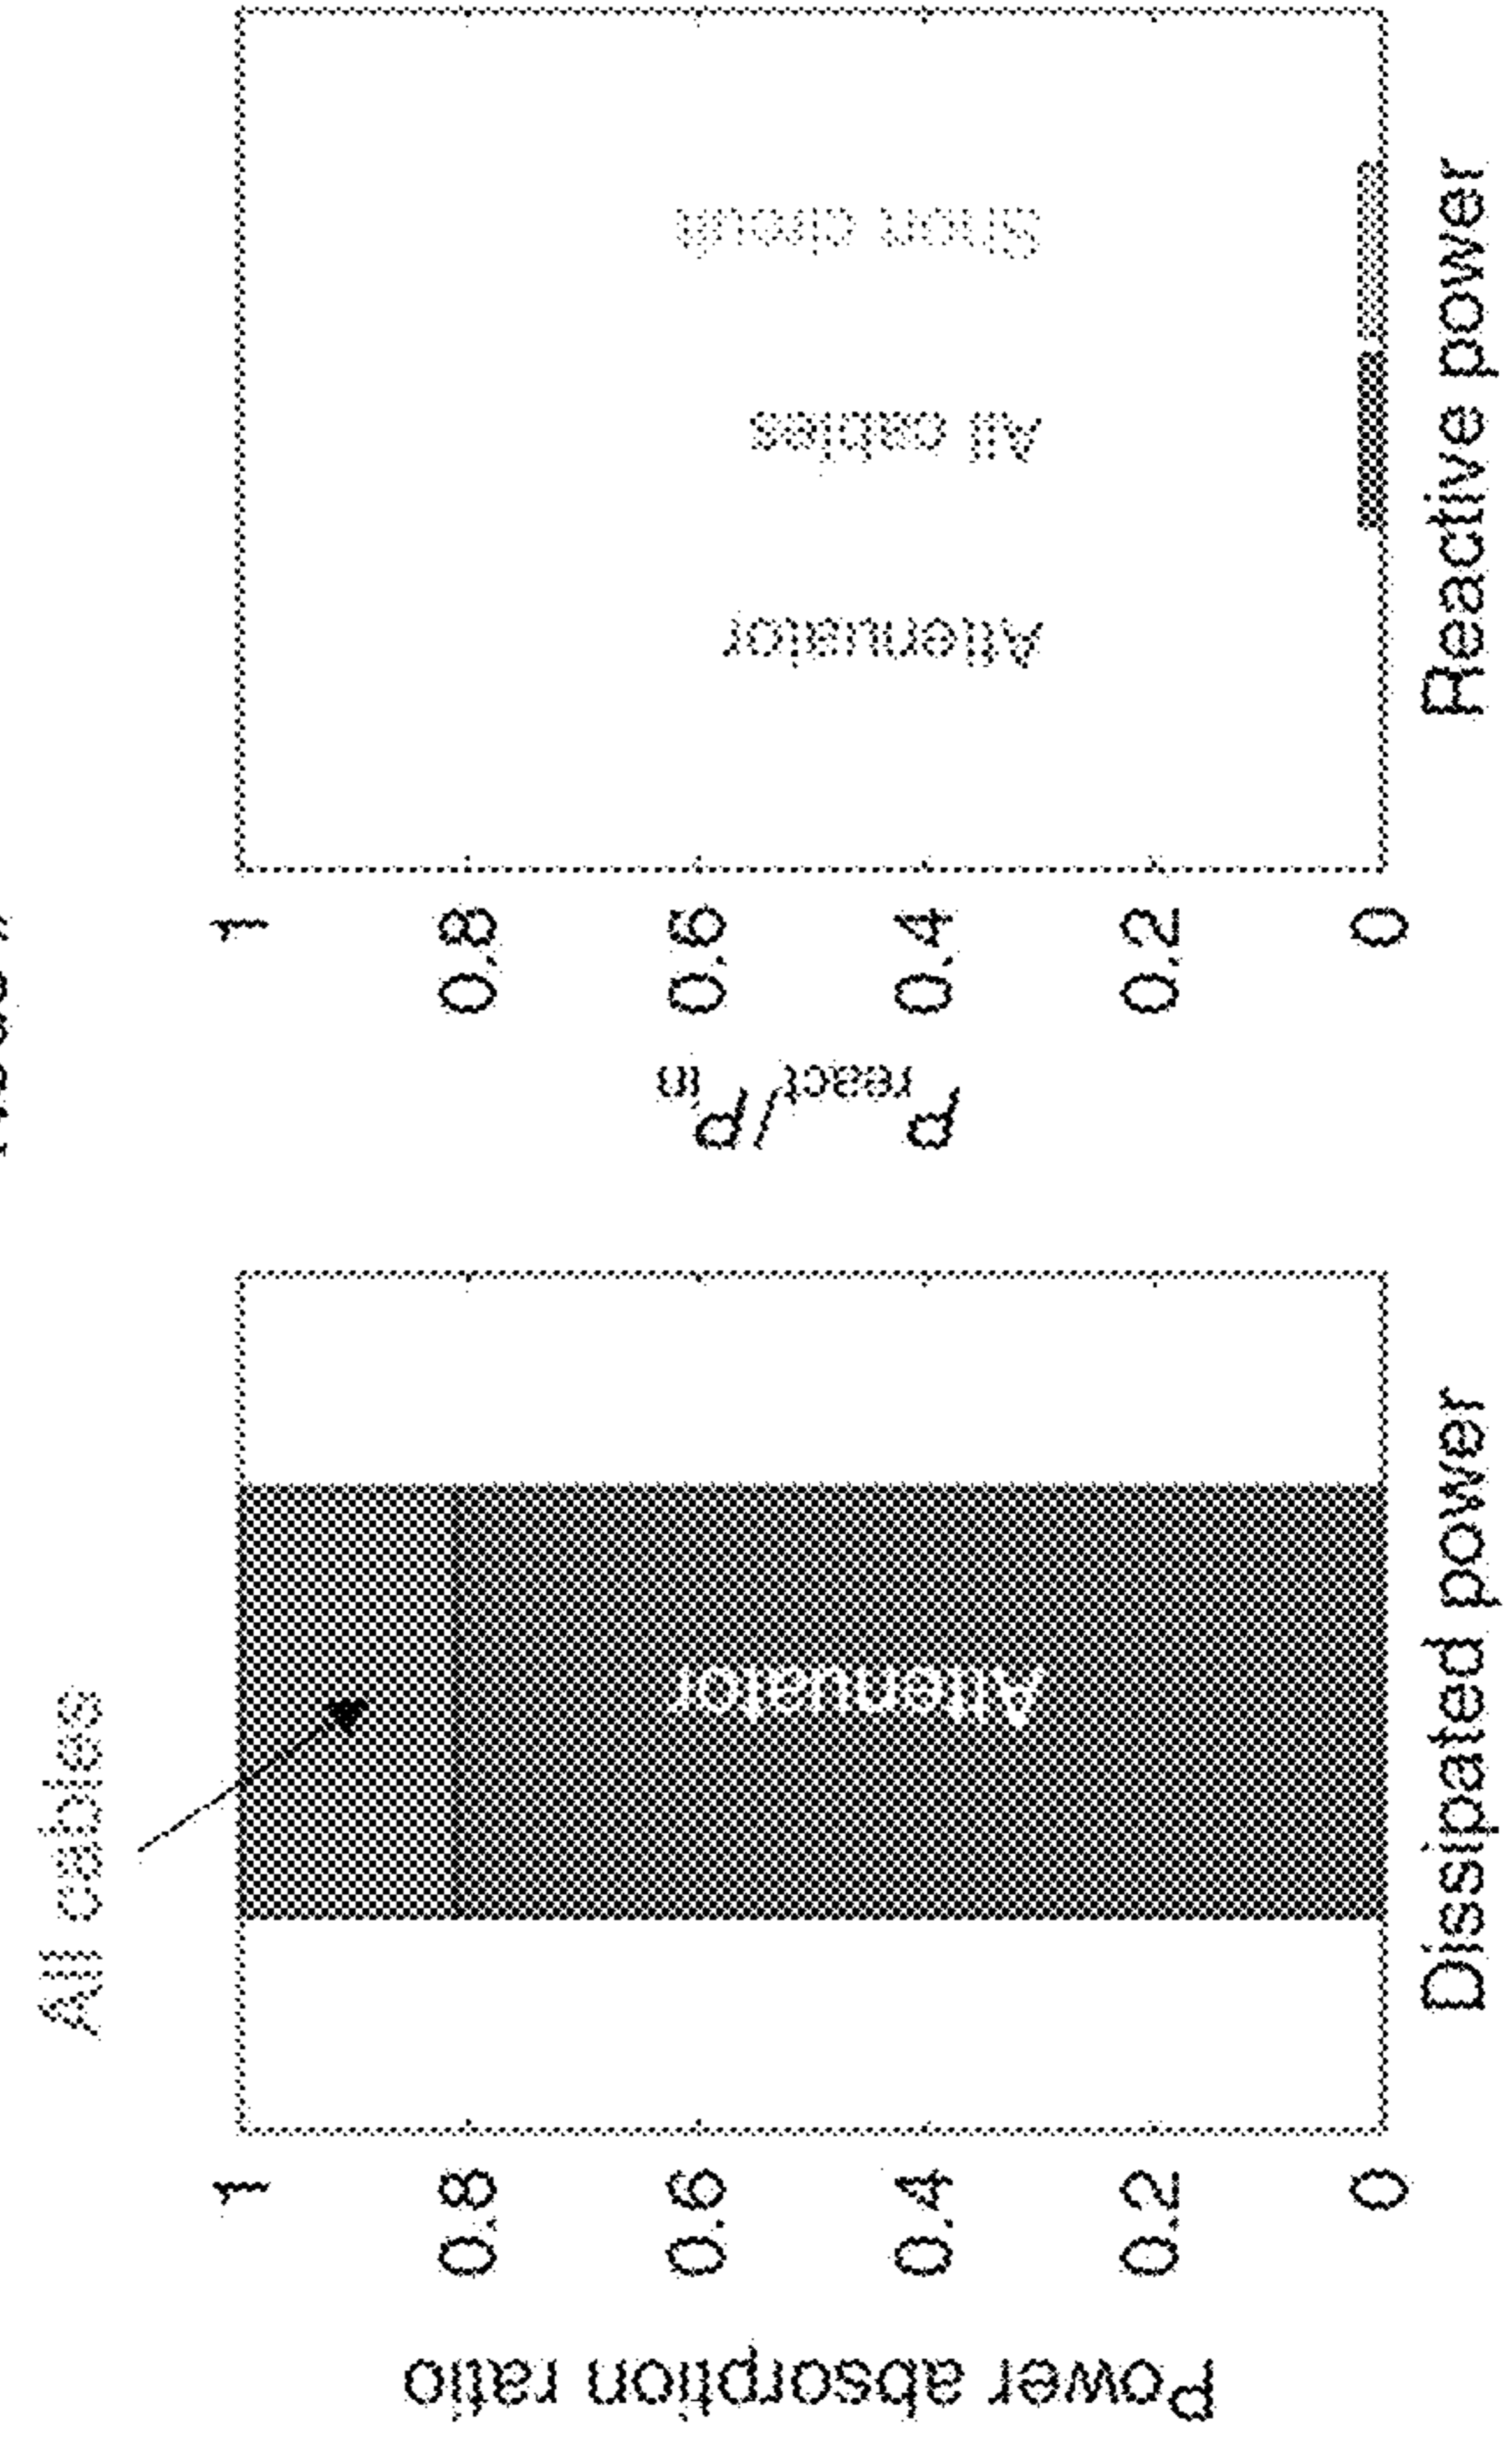 All cables
Power absorption ratio
1
0.8
0.6
0.4
0.2
0
Attenuator
Dissipated power
P_react/P_in
1
0.8
0.6
0.4
0.2
0
Attenuator
All cables
Short circuit
Reactive power